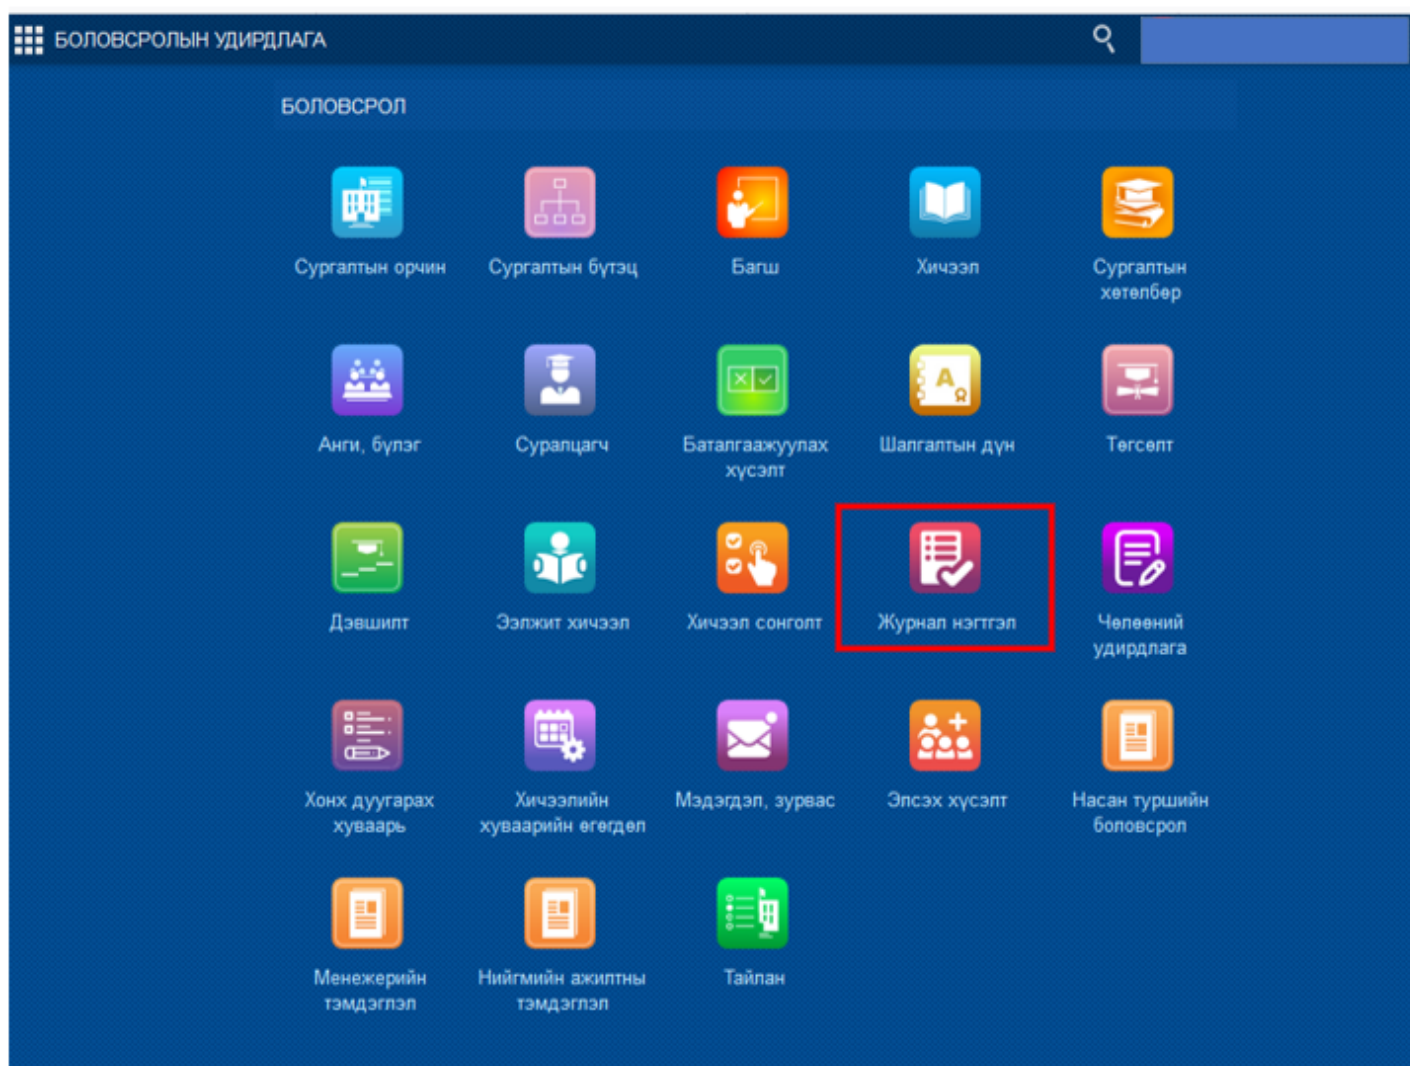 БОЛОВСРОЛЫН УДИРДЛАГА
БОЛОВСРОЛ
Сургалтын орчин
Сургалтын бүтэц
Багш
Хичээл
Сургалтын
хөтөлбөр
Анги, бүлэг
Суралцагч
Баталгаажуулах
хүсэлт
Шалгалтын дүн
Төгсөлт
Дэвшилт
Ээлжит хичээл
Хичээл сонголт
Журнал нэгтгэл
Чөлөөний
удирдлага
Хонх дуугарах
хуваарь
Хичээлийн
хуваарийн өгөгдөл
Мэдэгдэл, зурвас
Элсэх хүсэлт
Насан туршийн
боловсрол
Менежерийн
тэмдэглэл
Нийгмийн ажилтны
тэмдэглэл
Тайлан